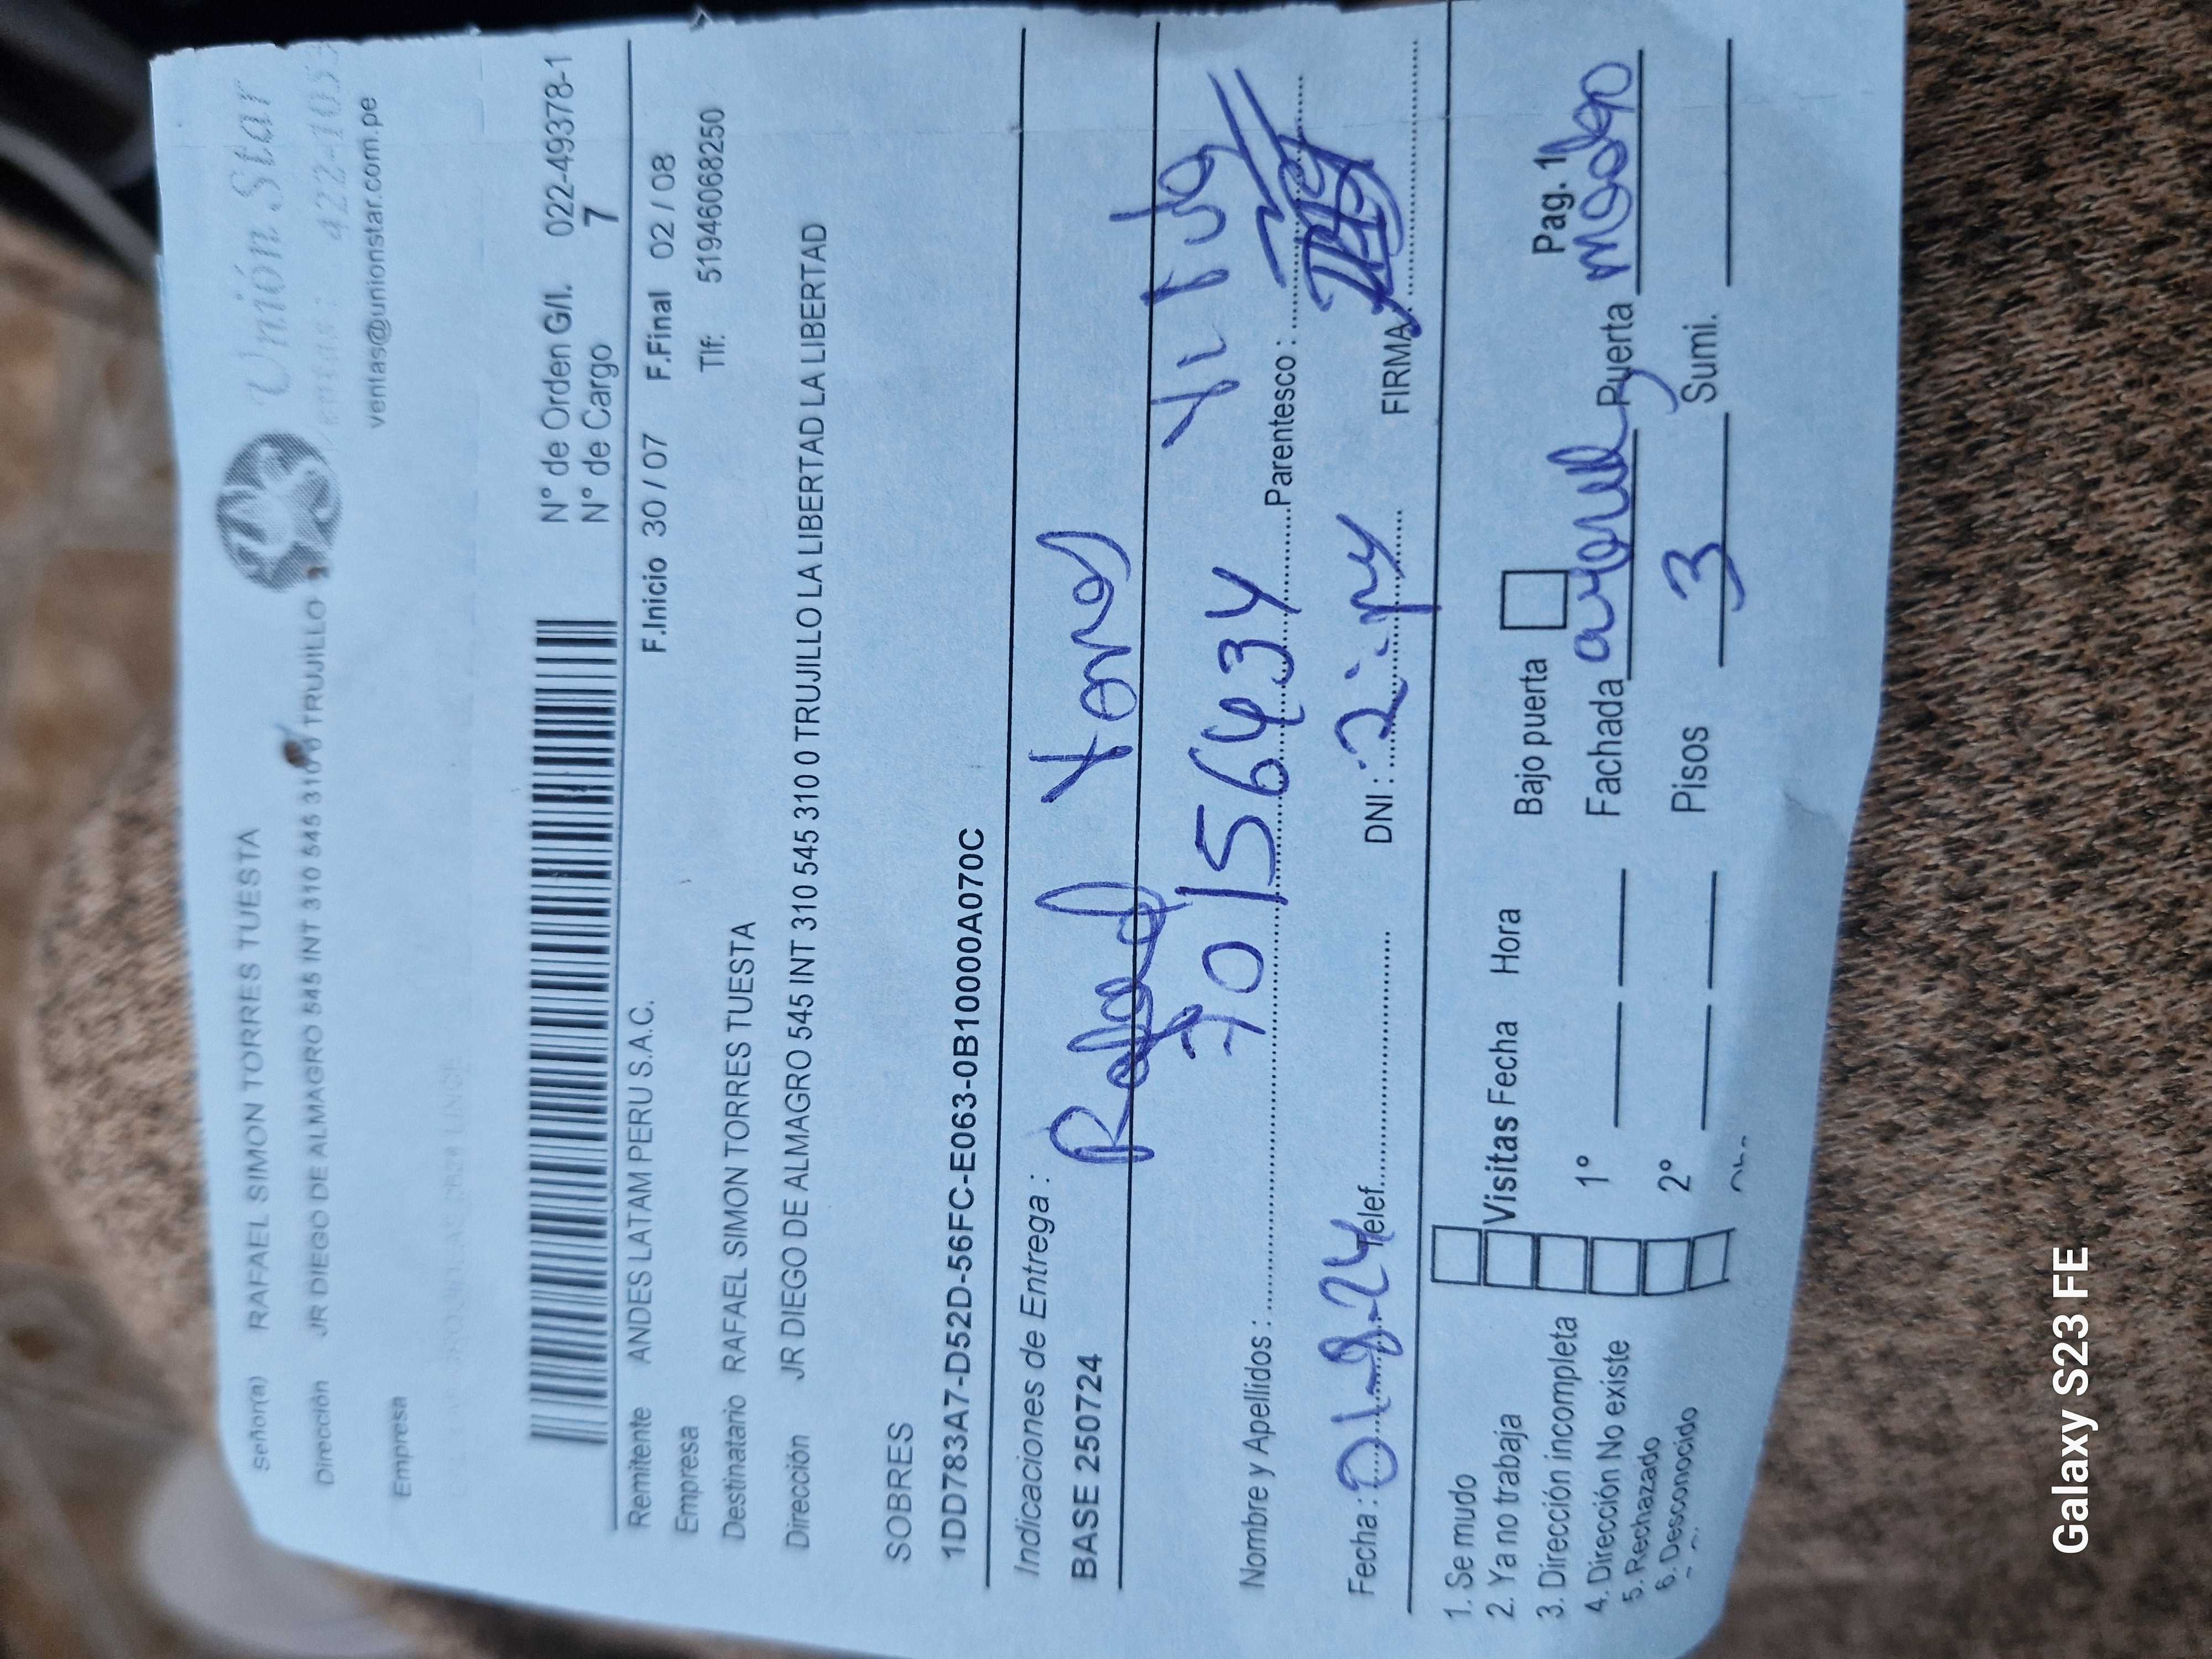 Señor(a) RAFAEL SIMON TORRES TUESTA
Unión Star
Dirección JR DIEGO DE ALMAGRO 545 INT 310 545 310 0 TRUJILLO
422-105
ventas@unionstar.com.pe
Empresa
N° de Orden G/I. 022-49378-1
N° de Cargo 7
Remitente ANDES LATAM PERU S.A.C.
F.Inicio 30 / 07 F.Final 02 / 08
Empresa
Tlf: 51946068250
Destinatario RAFAEL SIMON TORRES TUESTA
Dirección JR DIEGO DE ALMAGRO 545 INT 310 545 310 0 TRUJILLO LA LIBERTAD LA LIBERTAD
SOBRES
1DD783A7-D52D-56FC-E063-0B10000A070C
Indicaciones de Entrega :
BASE 250724
Rafael Torres
70156434
Nombre y Apellidos : Parentesco :
Fecha : 01-8-24 Telef. DNI : FIRMA
1. Se mudo
2. Ya no trabaja
3. Dirección incompleta
4. Dirección No existe
5. Rechazado
6. Desconocido
Visitas Fecha Hora
1°
2°
Bajo puerta
Pag. 1
Fachada Puerta
Pisos 3 Sumi.
Galaxy S23 FE